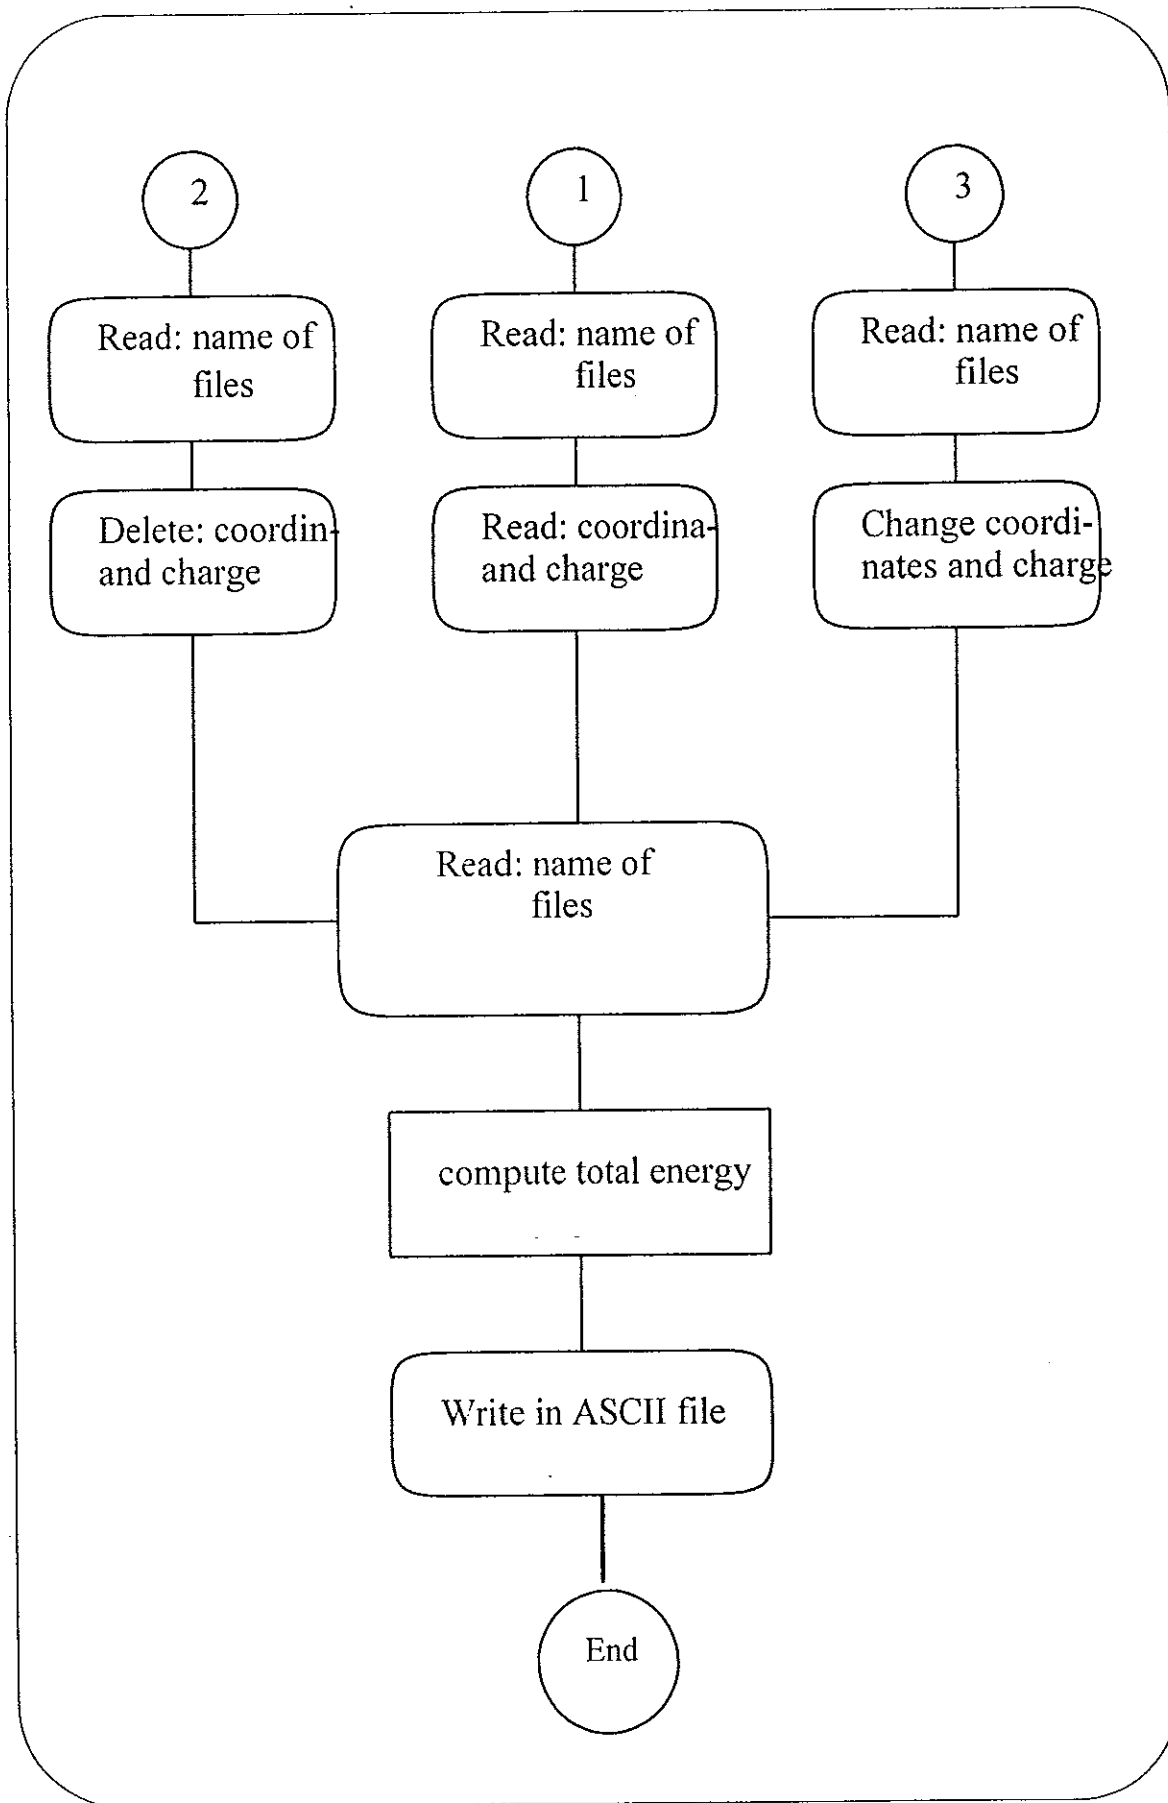 2
1
3
Read: name of
files
Read: name of
files
Read: name of
files
Delete: coordin-
and charge
Read: coordina-
and charge
Change coordi-
nates and charge
Read: name of
files
compute total energy
Write in ASCII file
End